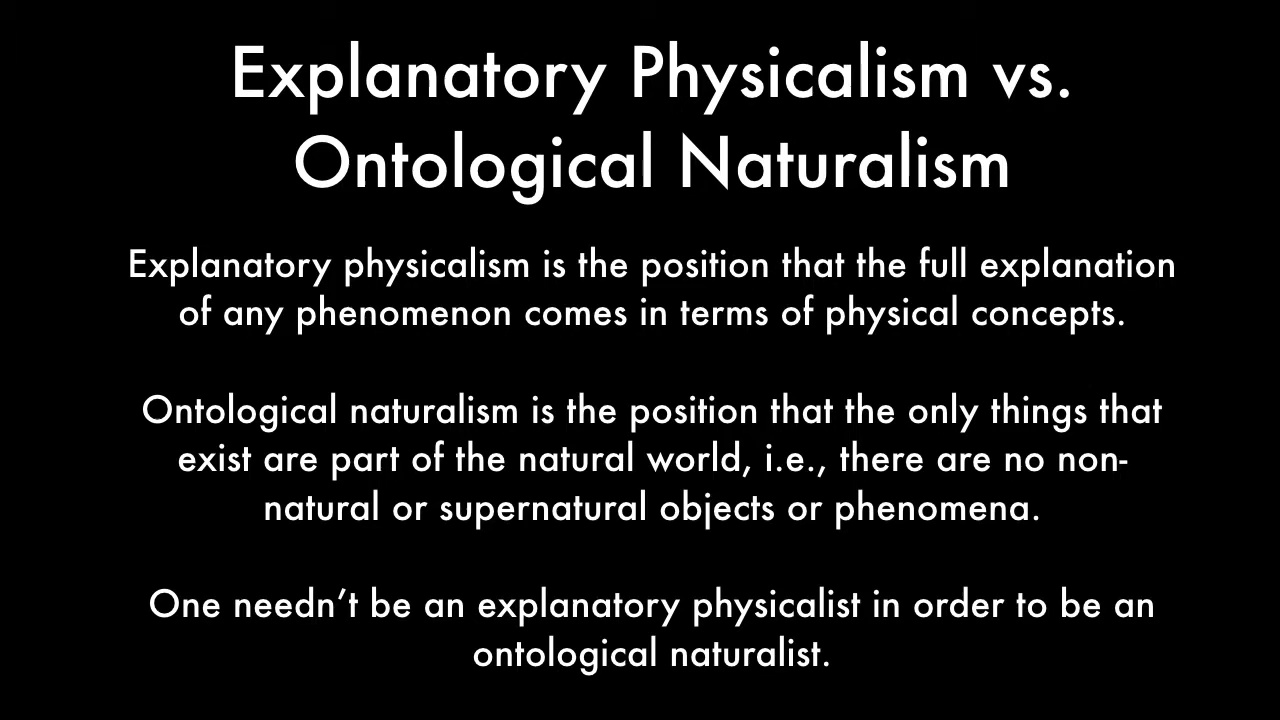 Explanatory Physicalism vs.
Ontological Naturalism
Explanatory physicalism is the position that the full explanation
of any phenomenon comes in terms of physical concepts.
Ontological naturalism is the position that the only things that
exist are part of the natural world, i.e., there are no non-
natural or supernatural objects or phenomena.
One needn’t be an explanatory physicalist in order to be an
ontological naturalist.